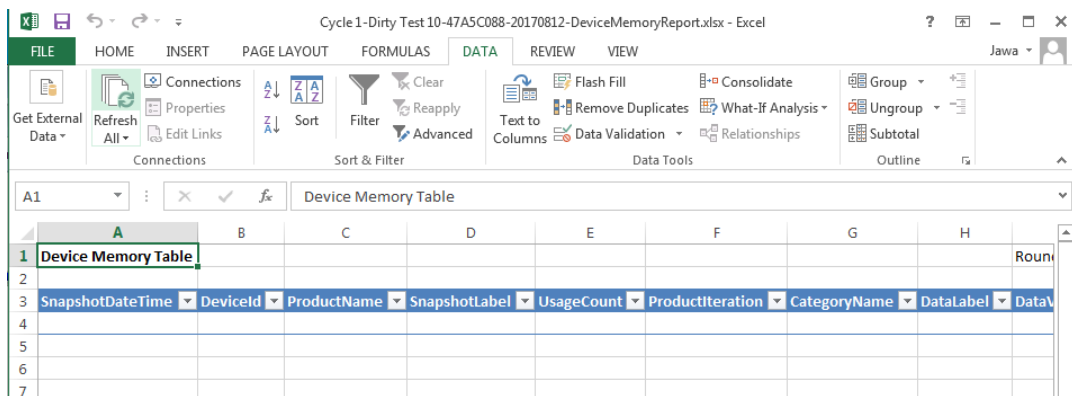 Cycle 1-Dirty Test 10-47A5C088-20170812-DeviceMemoryReport.xlsx - Excel
FILE HOME INSERT PAGE LAYOUT FORMULAS DATA REVIEW VIEW Jawa
Get External Data
Refresh All
Connections
Properties
Edit Links
Connections
Sort
Filter
Clear
Reapply
Advanced
Sort & Filter
Text to Columns
Flash Fill
Remove Duplicates
Data Validation
Consolidate
What-If Analysis
Relationships
Data Tools
Group
Ungroup
Subtotal
Outline
A1 fx Device Memory Table
A B C D E F G H
1 Device Memory Table Roun
2
3 SnapshotDateTime DeviceId ProductName SnapshotLabel UsageCount ProductIteration CategoryName DataLabel DataV
4
5
6
7